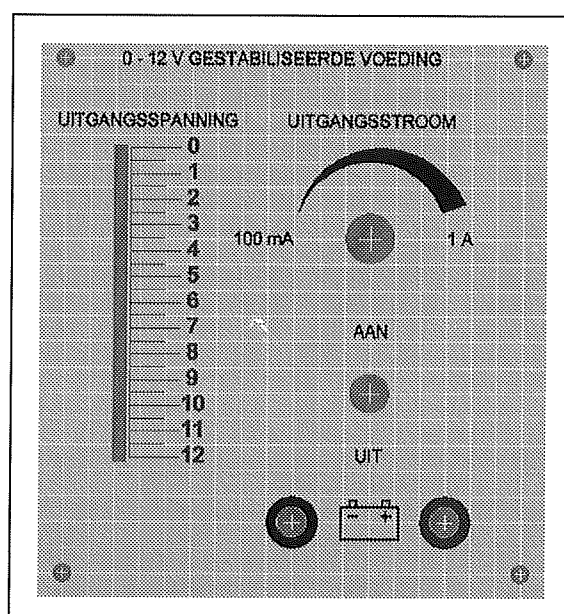 0 - 12 V GESTABILISEERDE VOEDING
UITGANGSSPANNING
UITGANGSSTROOM
0
1
2
3
4
5
6
7
8
9
10
11
12
100 mA
1 A
AAN
UIT
- +